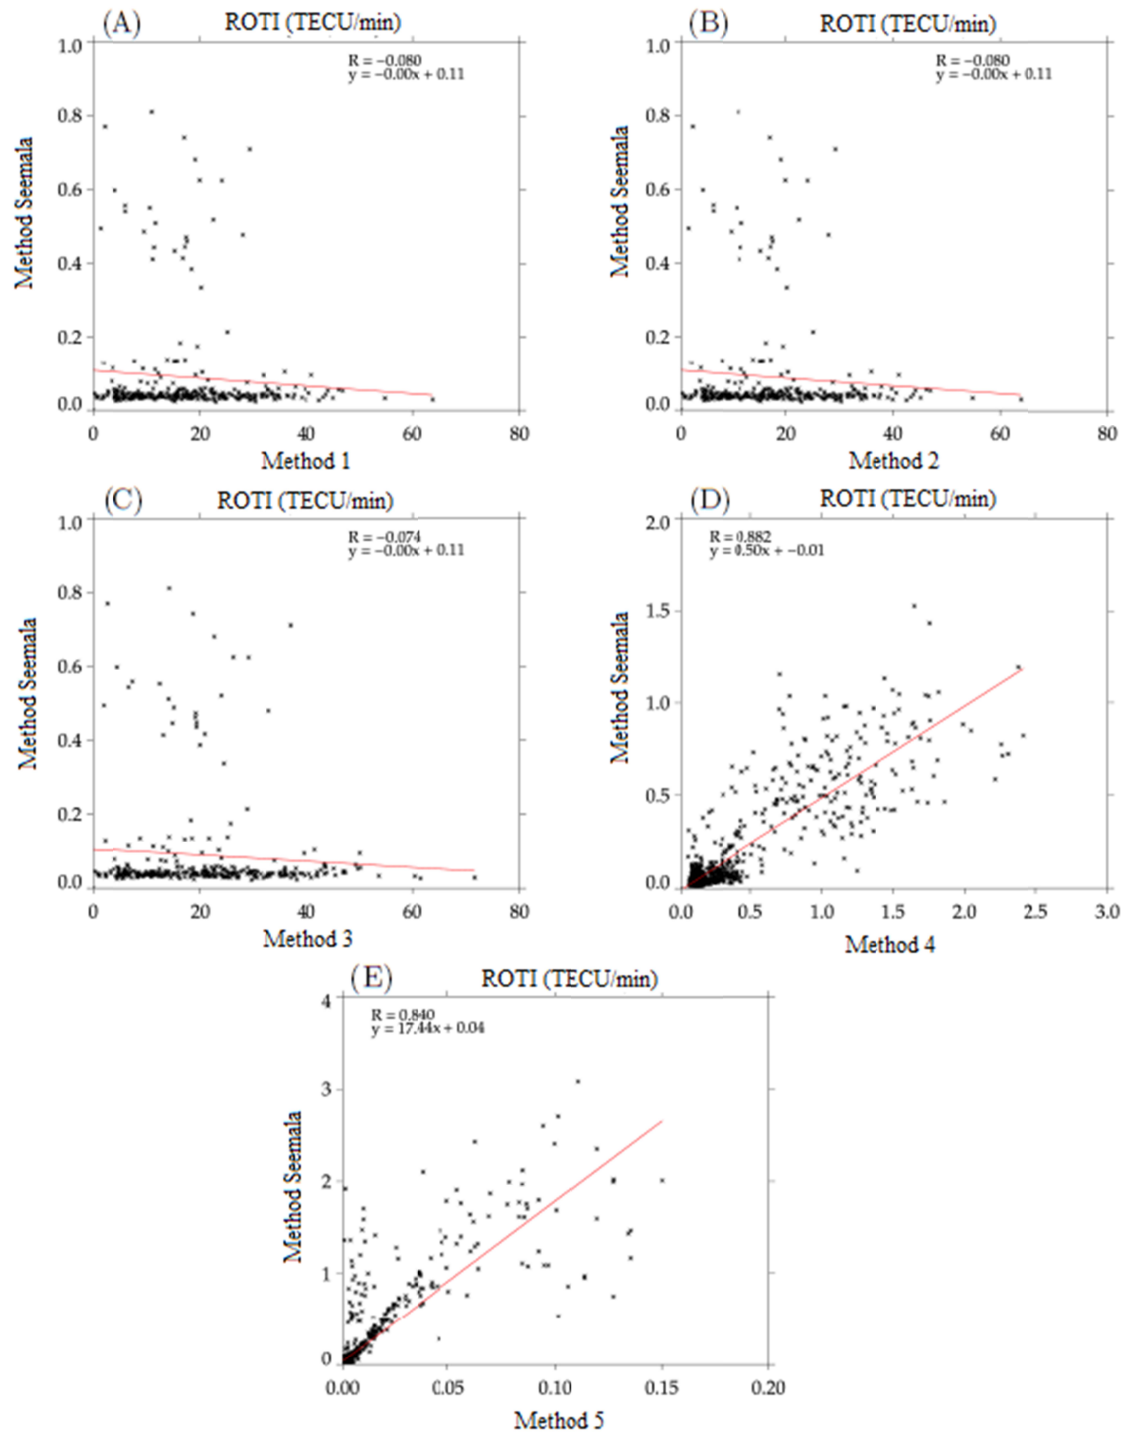 (A) ROTI (TECU/min)
R = −0.080
y = −0.00x + 0.11
1.0
0.8
0.6
0.4
0.2
0.0
Method Seemala
0 20 40 60 80
Method 1
(B) ROTI (TECU/min)
R = −0.080
y = −0.00x + 0.11
1.0
0.8
0.6
0.4
0.2
0.0
Method Seemala
0 20 40 60 80
Method 2
(C) ROTI (TECU/min)
R = −0.074
y = −0.00x + 0.11
1.0
0.8
0.6
0.4
0.2
0.0
Method Seemala
0 20 40 60 80
Method 3
(D) ROTI (TECU/min)
R = 0.882
y = 0.50x + −0.01
2.0
1.5
1.0
0.5
0.0
Method Seemala
0.0 0.5 1.0 1.5 2.0 2.5 3.0
Method 4
(E) ROTI (TECU/min)
R = 0.840
y = 17.44x + 0.04
4
3
2
1
0
Method Seemala
0.00 0.05 0.10 0.15 0.20
Method 5